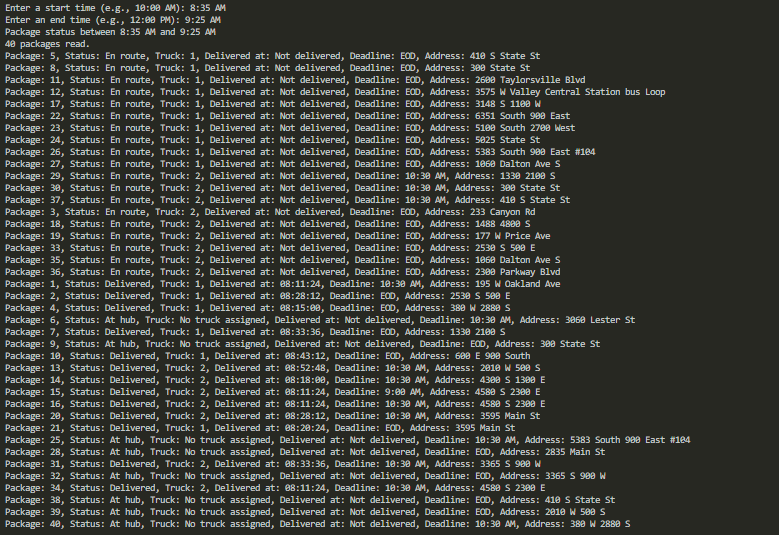 Enter a start time (e.g., 10:00 AM): 8:35 AM
Enter an end time (e.g., 12:00 PM): 9:25 AM
Package status between 8:35 AM and 9:25 AM
40 packages read.
Package: 5, Status: En route, Truck: 1, Delivered at: Not delivered, Deadline: EOD, Address: 410 S State St
Package: 8, Status: En route, Truck: 1, Delivered at: Not delivered, Deadline: EOD, Address: 300 State St
Package: 11, Status: En route, Truck: 1, Delivered at: Not delivered, Deadline: EOD, Address: 2600 Taylorsville Blvd
Package: 12, Status: En route, Truck: 1, Delivered at: Not delivered, Deadline: EOD, Address: 3575 W Valley Central Station bus Loop
Package: 17, Status: En route, Truck: 1, Delivered at: Not delivered, Deadline: EOD, Address: 3148 S 1100 W
Package: 22, Status: En route, Truck: 1, Delivered at: Not delivered, Deadline: EOD, Address: 6351 South 900 East
Package: 23, Status: En route, Truck: 1, Delivered at: Not delivered, Deadline: EOD, Address: 5100 South 2700 West
Package: 24, Status: En route, Truck: 1, Delivered at: Not delivered, Deadline: EOD, Address: 5025 State St
Package: 26, Status: En route, Truck: 1, Delivered at: Not delivered, Deadline: EOD, Address: 5383 South 900 East #104
Package: 27, Status: En route, Truck: 1, Delivered at: Not delivered, Deadline: EOD, Address: 1060 Dalton Ave S
Package: 29, Status: En route, Truck: 2, Delivered at: Not delivered, Deadline: 10:30 AM, Address: 1330 2100 S
Package: 30, Status: En route, Truck: 2, Delivered at: Not delivered, Deadline: 10:30 AM, Address: 300 State St
Package: 37, Status: En route, Truck: 2, Delivered at: Not delivered, Deadline: 10:30 AM, Address: 410 S State St
Package: 3, Status: En route, Truck: 2, Delivered at: Not delivered, Deadline: EOD, Address: 233 Canyon Rd
Package: 18, Status: En route, Truck: 2, Delivered at: Not delivered, Deadline: EOD, Address: 1488 4800 S
Package: 19, Status: En route, Truck: 2, Delivered at: Not delivered, Deadline: EOD, Address: 177 W Price Ave
Package: 33, Status: En route, Truck: 2, Delivered at: Not delivered, Deadline: EOD, Address: 2530 S 500 E
Package: 35, Status: En route, Truck: 2, Delivered at: Not delivered, Deadline: EOD, Address: 1060 Dalton Ave S
Package: 36, Status: En route, Truck: 2, Delivered at: Not delivered, Deadline: EOD, Address: 2300 Parkway Blvd
Package: 1, Status: Delivered, Truck: 1, Delivered at: 08:11:24, Deadline: 10:30 AM, Address: 195 W Oakland Ave
Package: 2, Status: Delivered, Truck: 1, Delivered at: 08:28:12, Deadline: EOD, Address: 2530 S 500 E
Package: 4, Status: Delivered, Truck: 1, Delivered at: 08:15:00, Deadline: EOD, Address: 380 W 2880 S
Package: 6, Status: At hub, Truck: No truck assigned, Delivered at: Not delivered, Deadline: 10:30 AM, Address: 3060 Lester St
Package: 7, Status: Delivered, Truck: 1, Delivered at: 08:33:36, Deadline: EOD, Address: 1330 2100 S
Package: 9, Status: At hub, Truck: No truck assigned, Delivered at: Not delivered, Deadline: EOD, Address: 300 State St
Package: 10, Status: Delivered, Truck: 1, Delivered at: 08:43:12, Deadline: EOD, Address: 600 E 900 South
Package: 13, Status: Delivered, Truck: 2, Delivered at: 08:52:48, Deadline: 10:30 AM, Address: 2010 W 500 S
Package: 14, Status: Delivered, Truck: 2, Delivered at: 08:18:00, Deadline: 10:30 AM, Address: 4300 S 1300 E
Package: 15, Status: Delivered, Truck: 2, Delivered at: 08:11:24, Deadline: 9:00 AM, Address: 4580 S 2300 E
Package: 16, Status: Delivered, Truck: 2, Delivered at: 08:11:24, Deadline: 10:30 AM, Address: 4580 S 2300 E
Package: 20, Status: Delivered, Truck: 2, Delivered at: 08:28:12, Deadline: 10:30 AM, Address: 3595 Main St
Package: 21, Status: Delivered, Truck: 1, Delivered at: 08:20:24, Deadline: EOD, Address: 3595 Main St
Package: 25, Status: At hub, Truck: No truck assigned, Delivered at: Not delivered, Deadline: 10:30 AM, Address: 5383 South 900 East #104
Package: 28, Status: At hub, Truck: No truck assigned, Delivered at: Not delivered, Deadline: EOD, Address: 2835 Main St
Package: 31, Status: Delivered, Truck: 2, Delivered at: 08:33:36, Deadline: 10:30 AM, Address: 3365 S 900 W
Package: 32, Status: At hub, Truck: No truck assigned, Delivered at: Not delivered, Deadline: EOD, Address: 3365 S 900 W
Package: 34, Status: Delivered, Truck: 2, Delivered at: 08:11:24, Deadline: 10:30 AM, Address: 4580 S 2300 E
Package: 38, Status: At hub, Truck: No truck assigned, Delivered at: Not delivered, Deadline: EOD, Address: 410 S State St
Package: 39, Status: At hub, Truck: No truck assigned, Delivered at: Not delivered, Deadline: EOD, Address: 2010 W 500 S
Package: 40, Status: At hub, Truck: No truck assigned, Delivered at: Not delivered, Deadline: 10:30 AM, Address: 380 W 2880 S